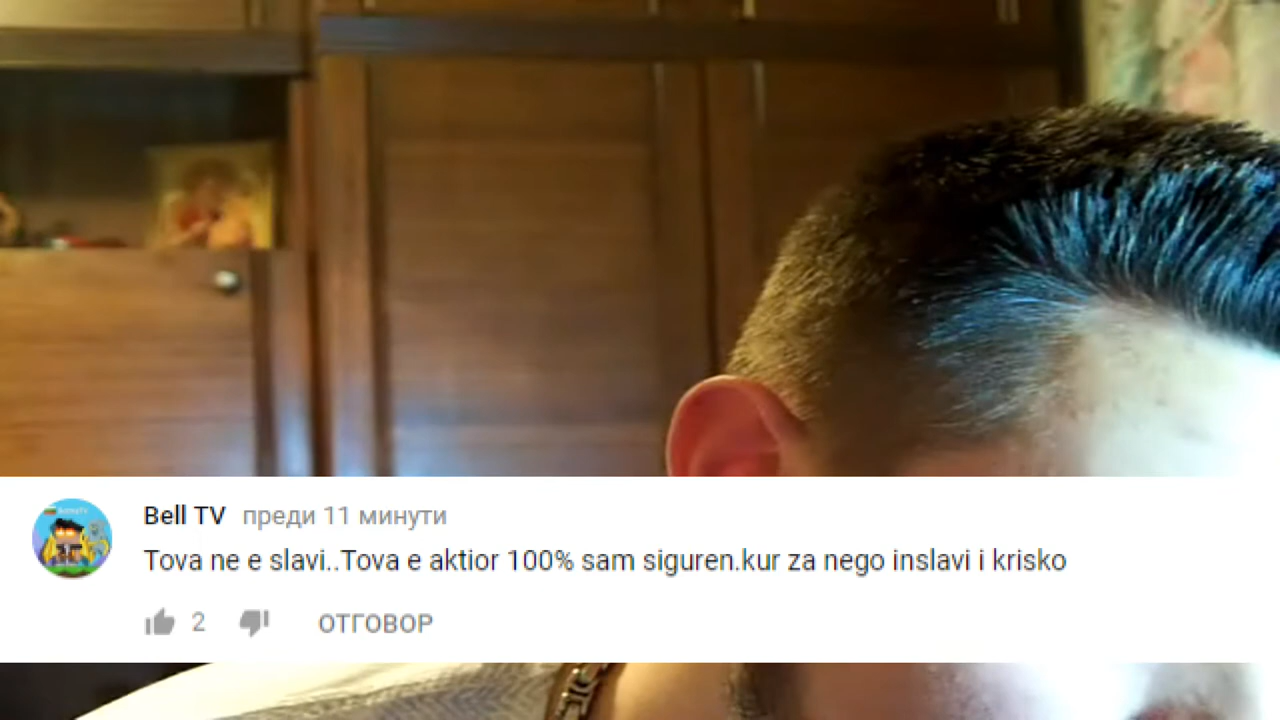 Bell TV преди 11 минути
Tova ne e slavi..Tova e aktior 100% sam siguren.kur za nego inslavi i krisko
2 ОТГОВОР